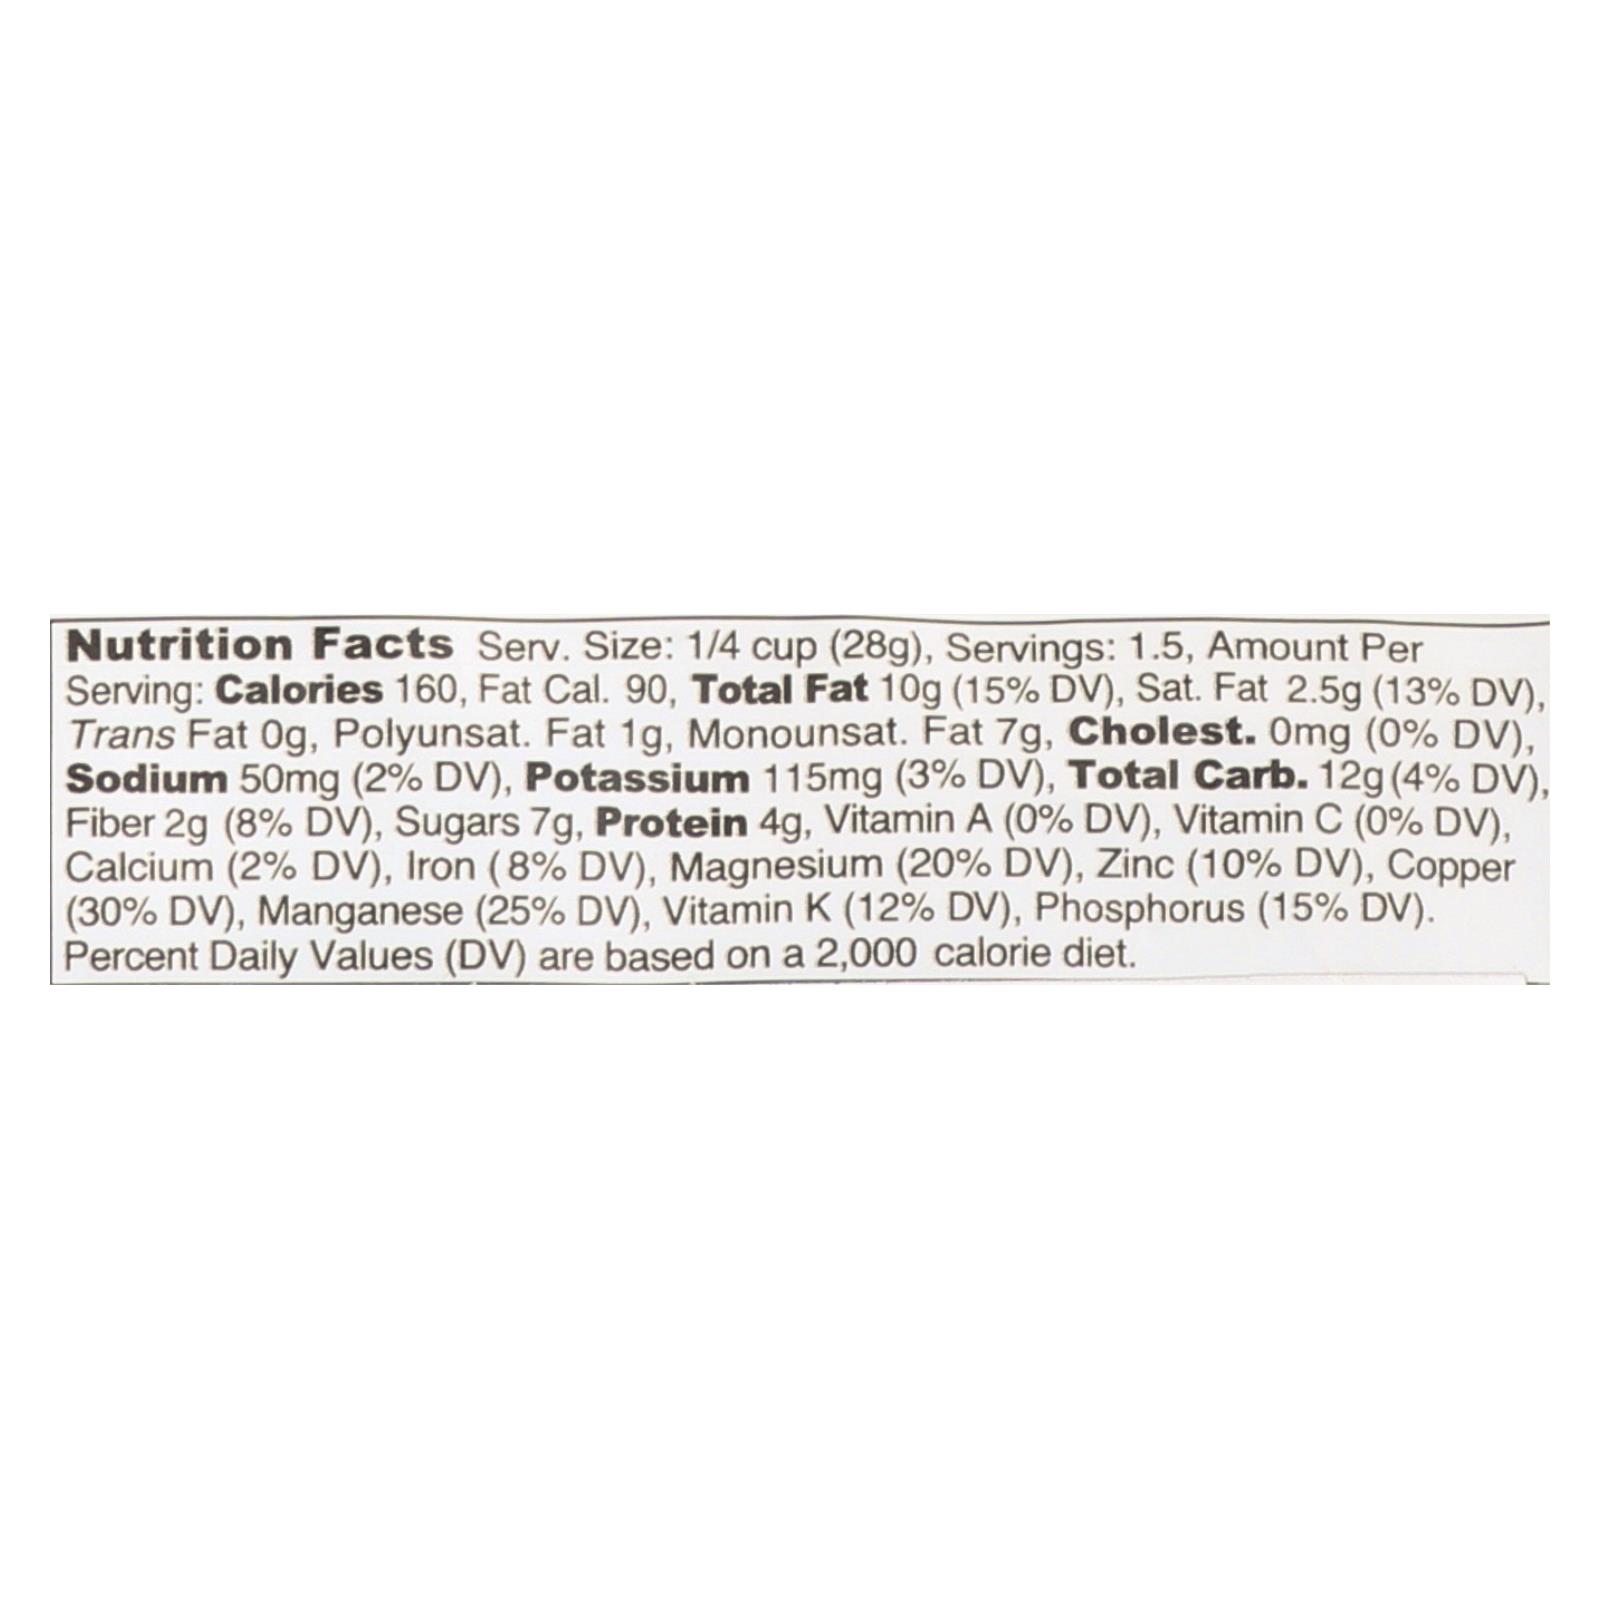 Nutrition Facts Serv. Size: 1/4 cup (28g), Servings: 1.5, Amount Per
Serving: Calories 160, Fat Cal. 90, Total Fat 10g (15% DV), Sat. Fat 2.5g (13% DV),
Trans Fat 0g, Polyunsat. Fat 1g, Monounsat. Fat 7g, Cholest. 0mg (0% DV),
Sodium 50mg (2% DV), Potassium 115mg (3% DV), Total Carb. 12g (4% DV),
Fiber 2g (8% DV), Sugars 7g, Protein 4g, Vitamin A (0% DV), Vitamin C (0% DV),
Calcium (2% DV), Iron (8% DV), Magnesium (20% DV), Zinc (10% DV), Copper
(30% DV), Manganese (25% DV), Vitamin K (12% DV), Phosphorus (15% DV).
Percent Daily Values (DV) are based on a 2,000 calorie diet.